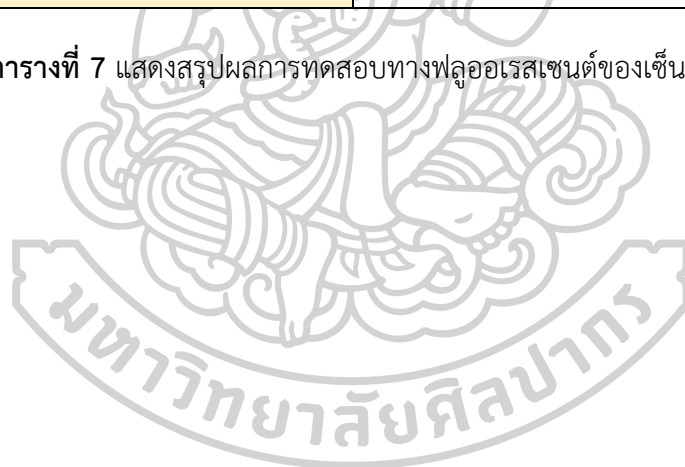 ตารางที่ 7 แสดงสรุปผลการทดสอบทางฟลูออเรสเซนต์ของเซ็น
มหาวิทยาลัยศิลปากร